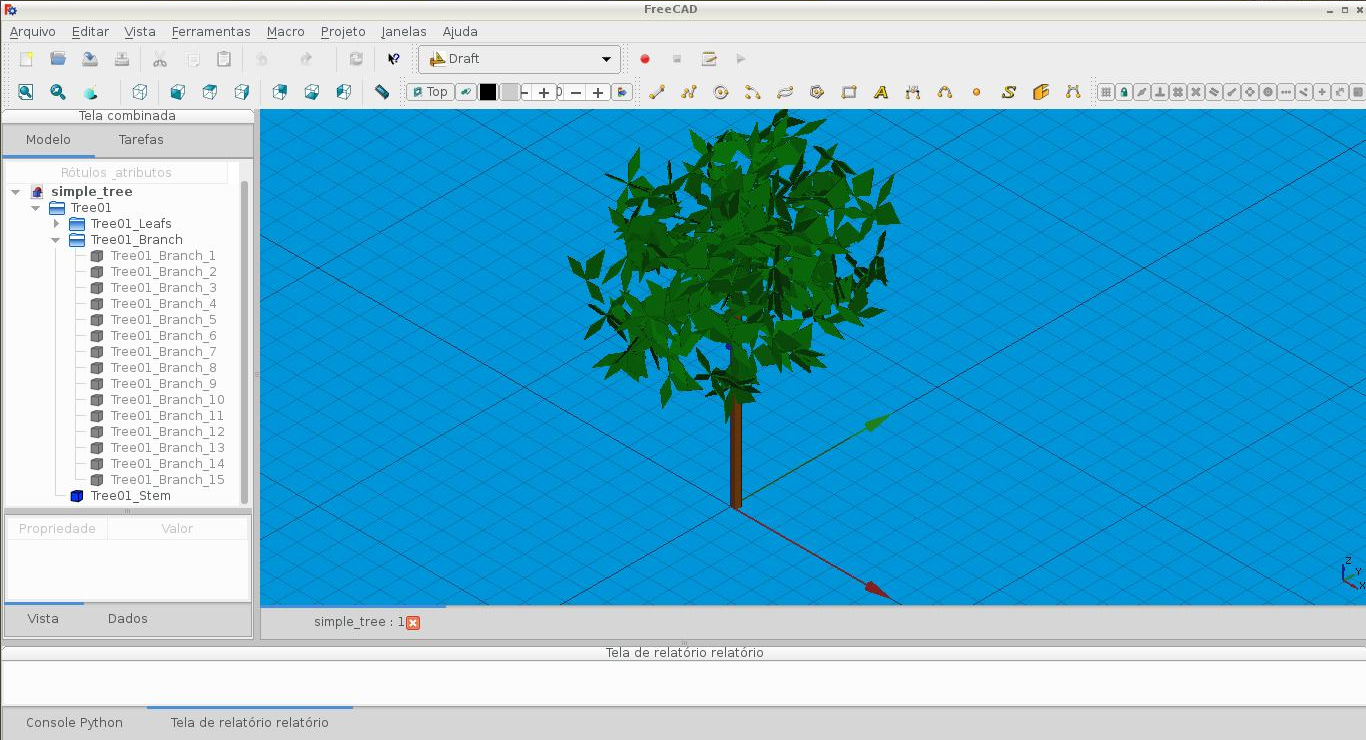 FreeCAD
Arquivo Editar Vista Ferramentas Macro Projeto Janelas Ajuda
Draft
Top
Tela combinada
Modelo Tarefas
Rótulos _atributos
simple_tree
Tree01
Tree01_Leafs
Tree01_Branch
Tree01_Branch_1
Tree01_Branch_2
Tree01_Branch_3
Tree01_Branch_4
Tree01_Branch_5
Tree01_Branch_6
Tree01_Branch_7
Tree01_Branch_8
Tree01_Branch_9
Tree01_Branch_10
Tree01_Branch_11
Tree01_Branch_12
Tree01_Branch_13
Tree01_Branch_14
Tree01_Branch_15
Tree01_Stem
Propriedade Valor
Vista Dados
Z
Y
X
simple_tree : 1
Tela de relatório relatório
Console Python Tela de relatório relatório